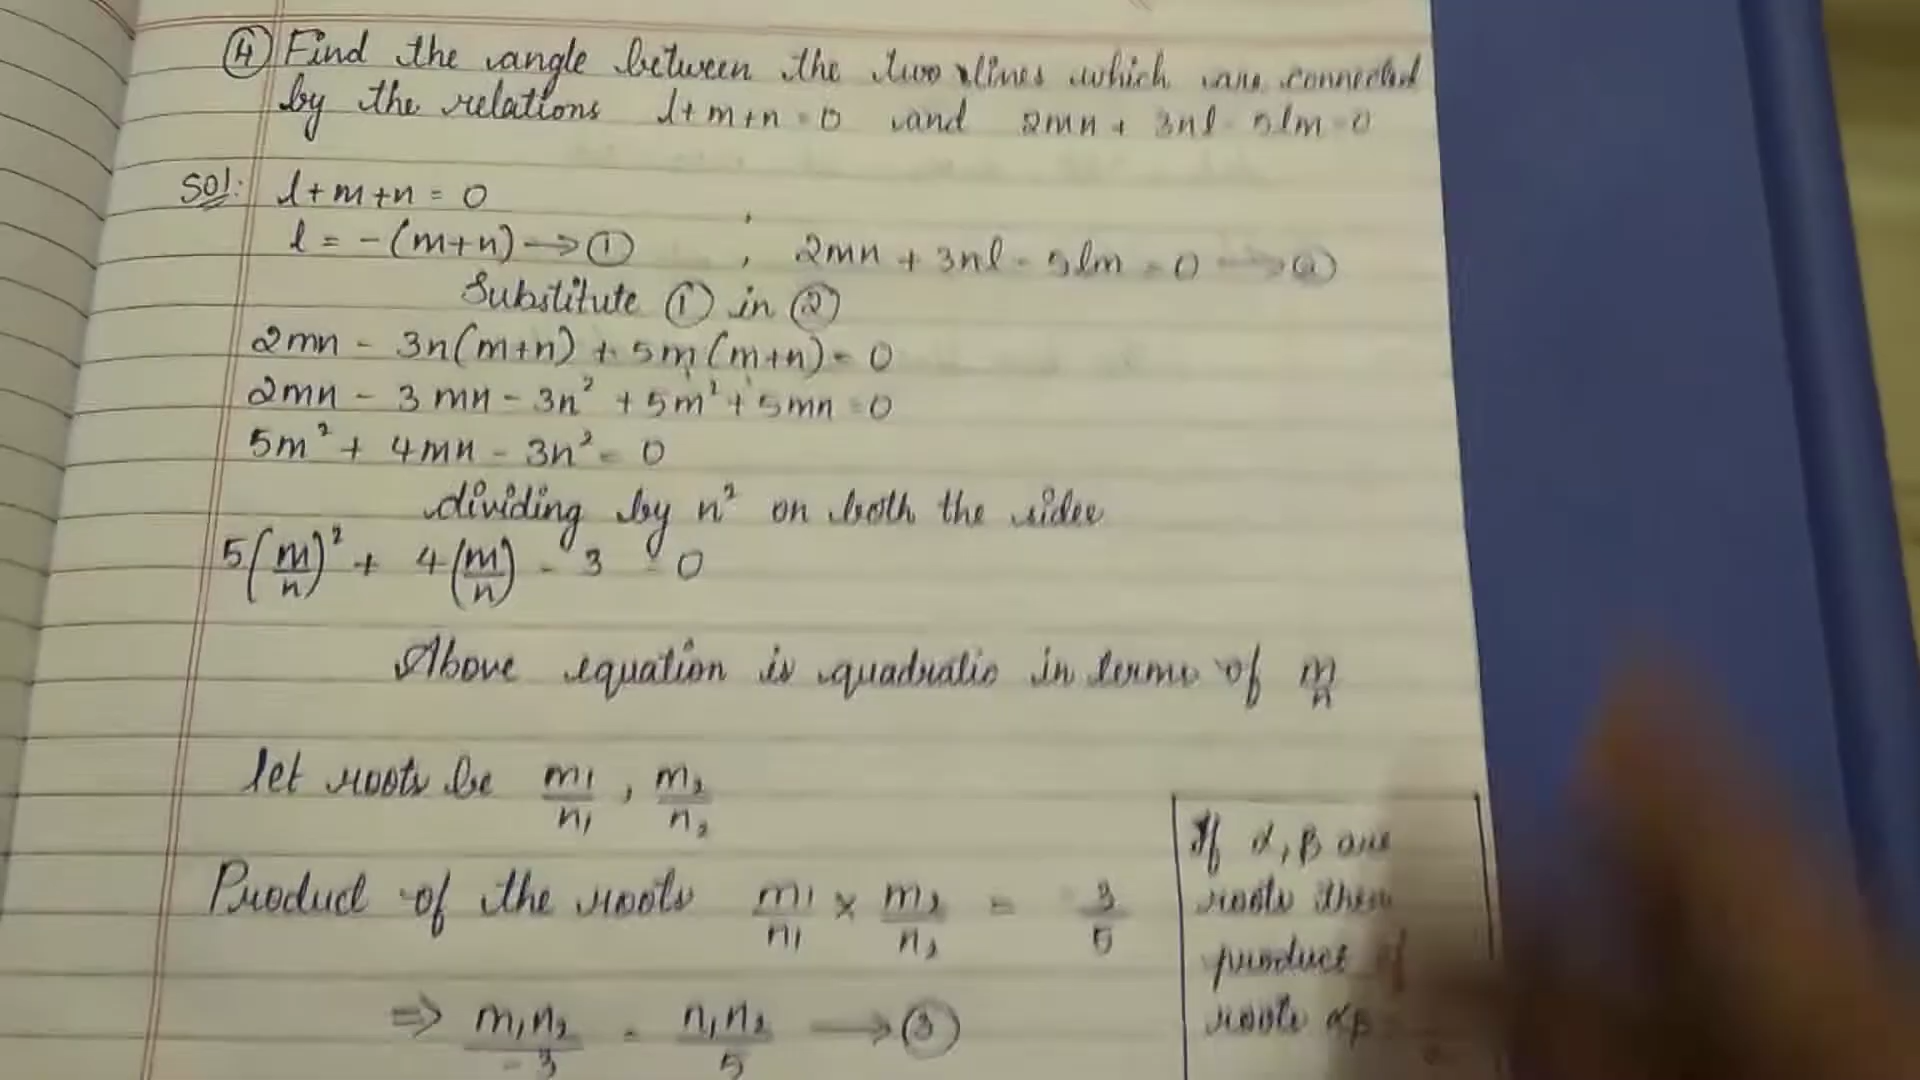 ④ Find the angle between the two lines which are connected
by the relations l+m+n=0 and 2mn + 3nl - 5lm=0
Sol: l+m+n = 0
l = -(m+n) → ① , 2mn + 3nl - 5lm = 0 → ②
Substitute ① in ②
2mn - 3n(m+n) + 5m(m+n) = 0
2mn - 3mn - 3n² + 5m² + 5mn = 0
5m² + 4mn - 3n² = 0
dividing by n² on both the sides
5(m/n)² + 4(m/n) - 3 = 0
Above equation is quadratic in terms of m/n
let roots be m₁/n₁ , m₂/n₂
Product of the roots m₁/n₁ × m₂/n₂ = -3/5
⇒ m₁n₂/-3 = n₁n₂/5 → ③
If α, β are
roots then
product of
roots αβ =